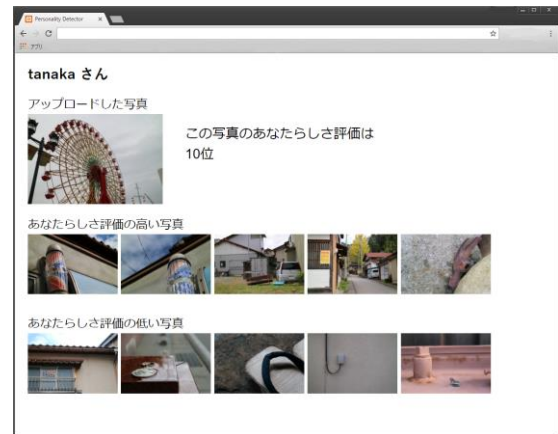 Personality Detector
アプリ
tanaka さん
アップロードした写真
この写真のあなたらしさ評価は
10位
あなたらしさ評価の高い写真
あなたらしさ評価の低い写真